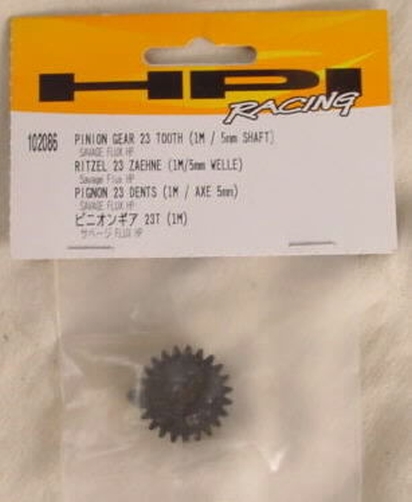 HPI
RACING
102086
PINION GEAR 23 TOOTH (1M / 5mm SHAFT)
SAVAGE FLUX HP
RITZEL 23 ZAEHNE (1M/5mm WELLE)
Savage Flux HP
PIGNON 23 DENTS (1M / AXE 5mm)
SAVAGE FLUX HP
ピニオンギア 23T (1M)
サベージ FLUX HP